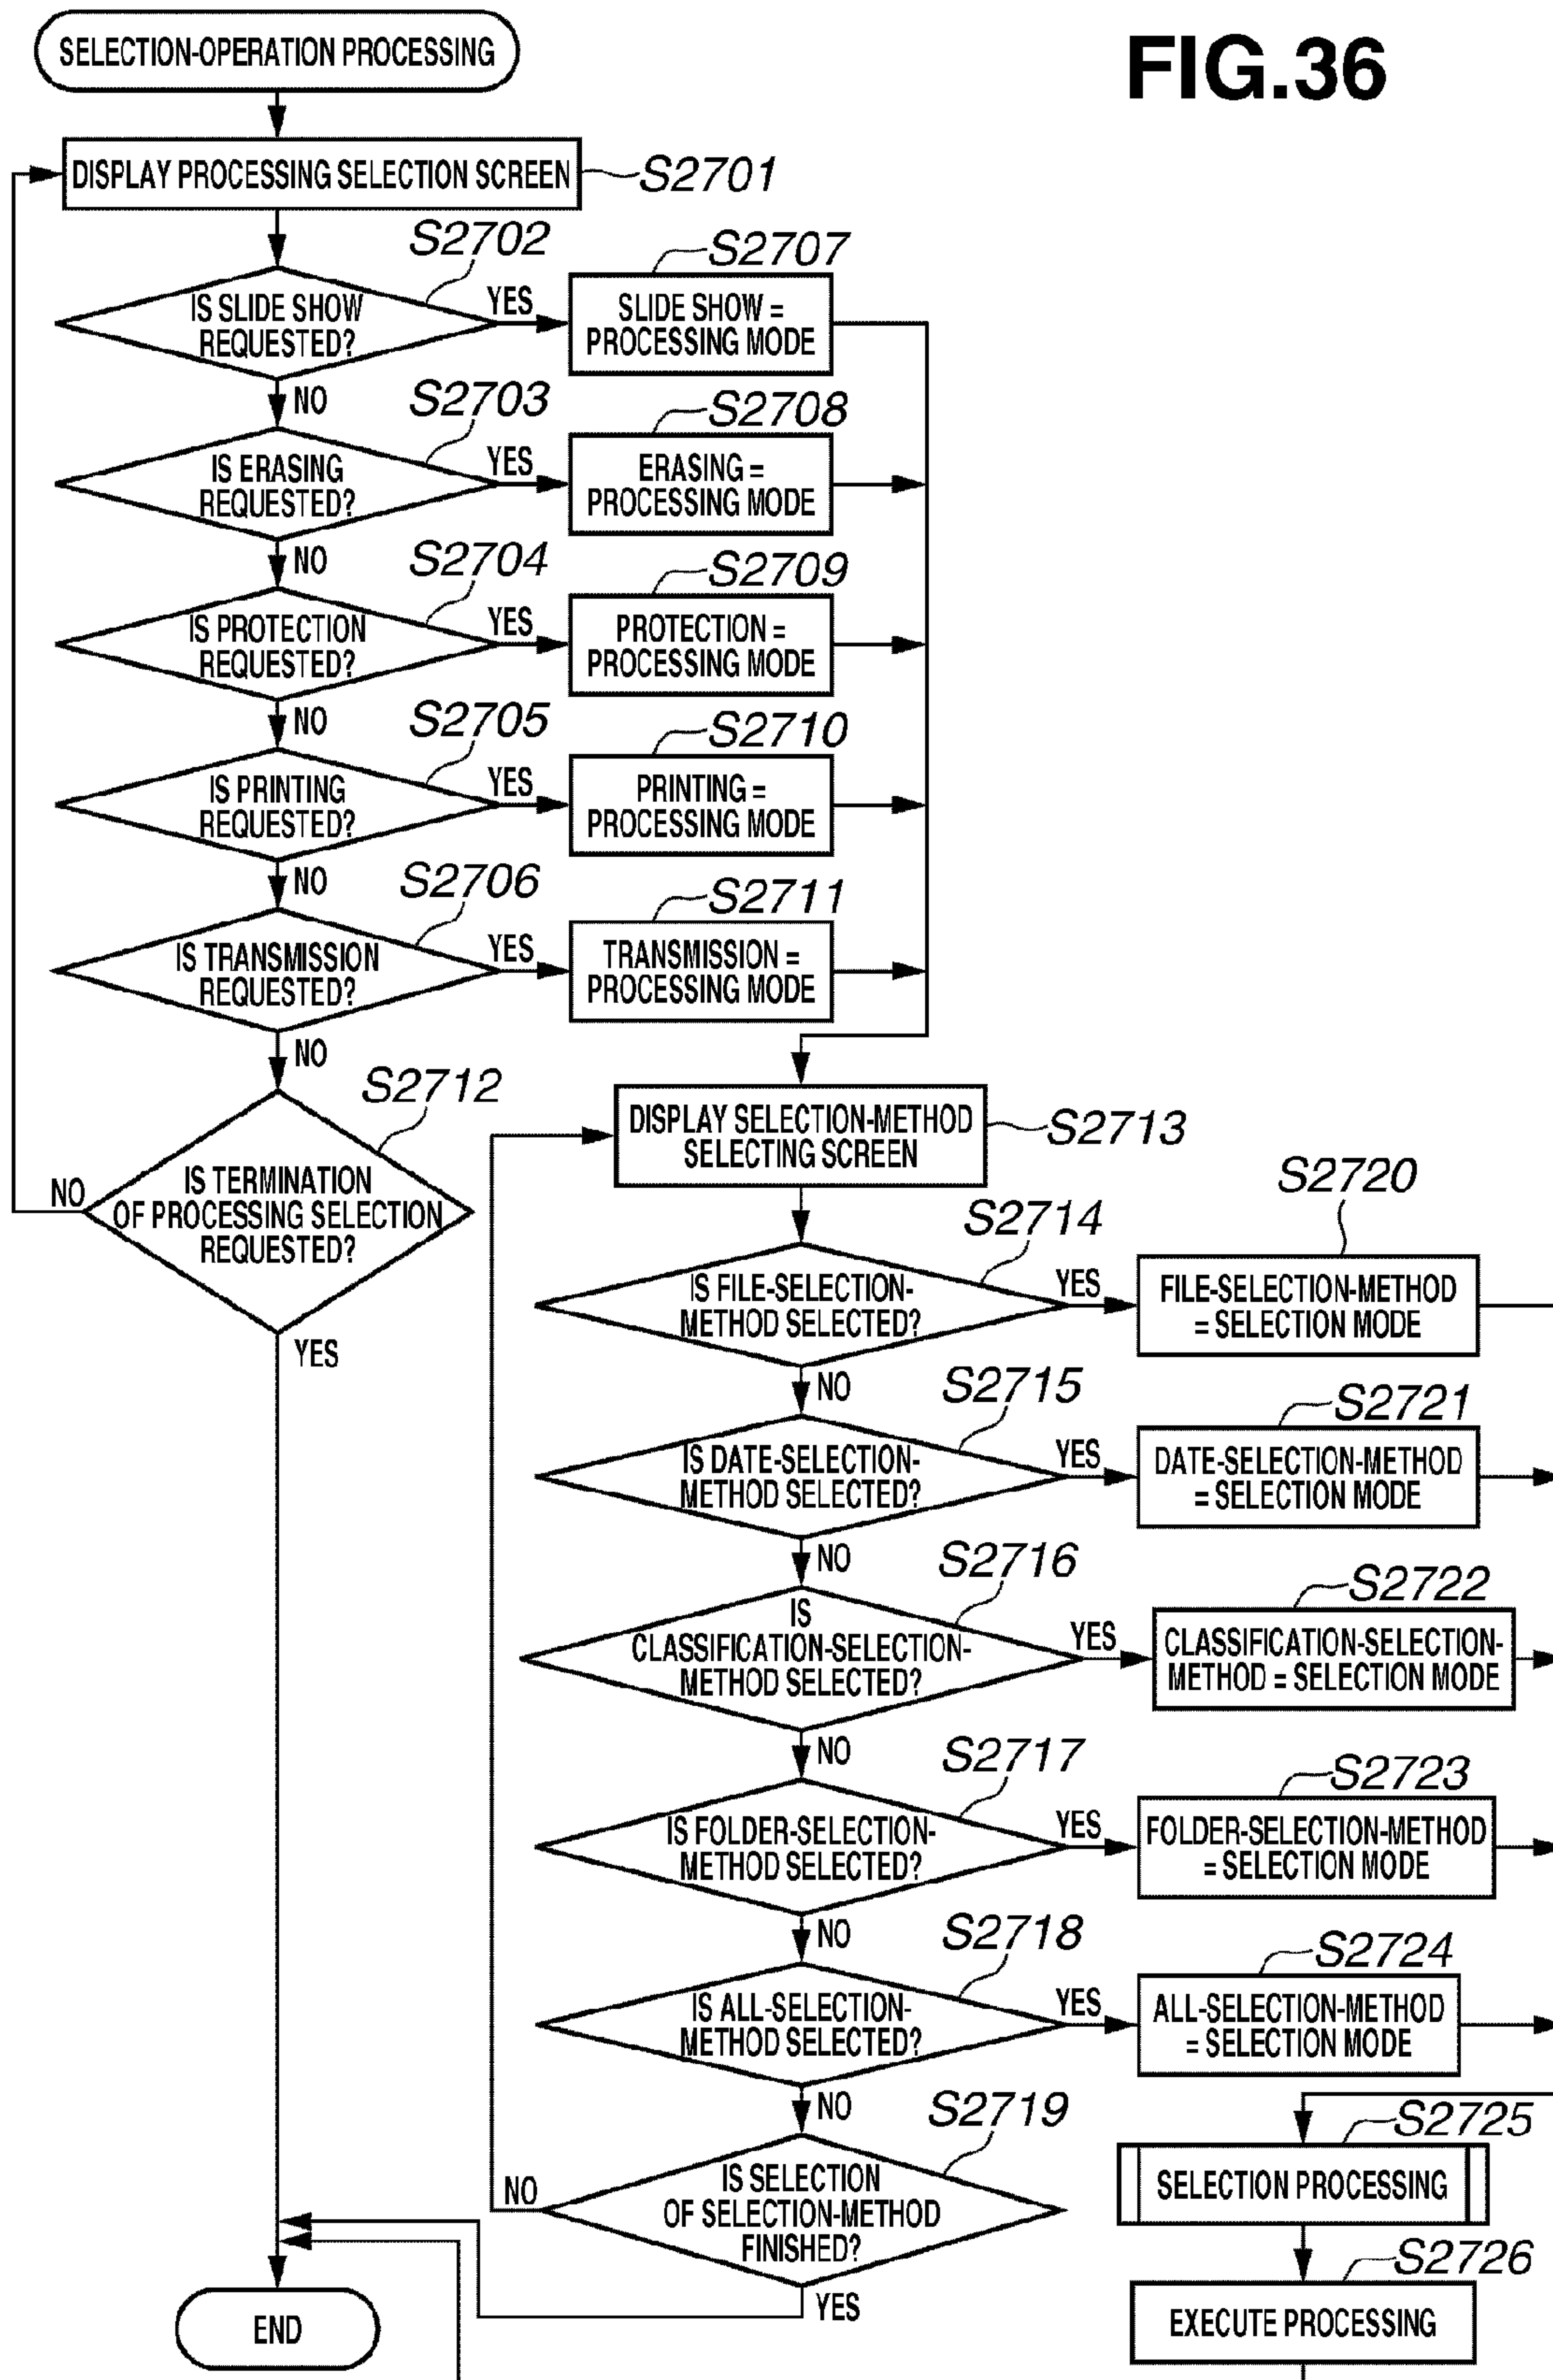 FIG.36
SELECTION-OPERATION PROCESSING
DISPLAY PROCESSING SELECTION SCREEN
S2701
S2702
IS SLIDE SHOW
REQUESTED?
YES
NO
S2707
SLIDE SHOW =
PROCESSING MODE
S2703
IS ERASING
REQUESTED?
YES
NO
S2708
ERASING =
PROCESSING MODE
S2704
IS PROTECTION
REQUESTED?
YES
NO
S2709
PROTECTION =
PROCESSING MODE
S2705
IS PRINTING
REQUESTED?
YES
NO
S2710
PRINTING =
PROCESSING MODE
S2706
IS TRANSMISSION
REQUESTED?
YES
NO
S2711
TRANSMISSION =
PROCESSING MODE
S2712
IS TERMINATION
OF PROCESSING SELECTION
REQUESTED?
NO
YES
DISPLAY SELECTION-METHOD
SELECTING SCREEN
S2713
S2714
IS FILE-SELECTION-
METHOD SELECTED?
YES
NO
S2720
FILE-SELECTION-METHOD
= SELECTION MODE
S2715
IS DATE-SELECTION-
METHOD SELECTED?
YES
NO
S2721
DATE-SELECTION-METHOD
= SELECTION MODE
S2716
IS
CLASSIFICATION-SELECTION-
METHOD SELECTED?
YES
NO
S2722
CLASSIFICATION-SELECTION-
METHOD = SELECTION MODE
S2717
IS FOLDER-SELECTION-
METHOD SELECTED?
YES
NO
S2723
FOLDER-SELECTION-METHOD
= SELECTION MODE
S2718
IS ALL-SELECTION-
METHOD SELECTED?
YES
NO
S2724
ALL-SELECTION-METHOD
= SELECTION MODE
S2719
IS SELECTION
OF SELECTION-METHOD
FINISHED?
NO
YES
S2725
SELECTION PROCESSING
S2726
EXECUTE PROCESSING
END